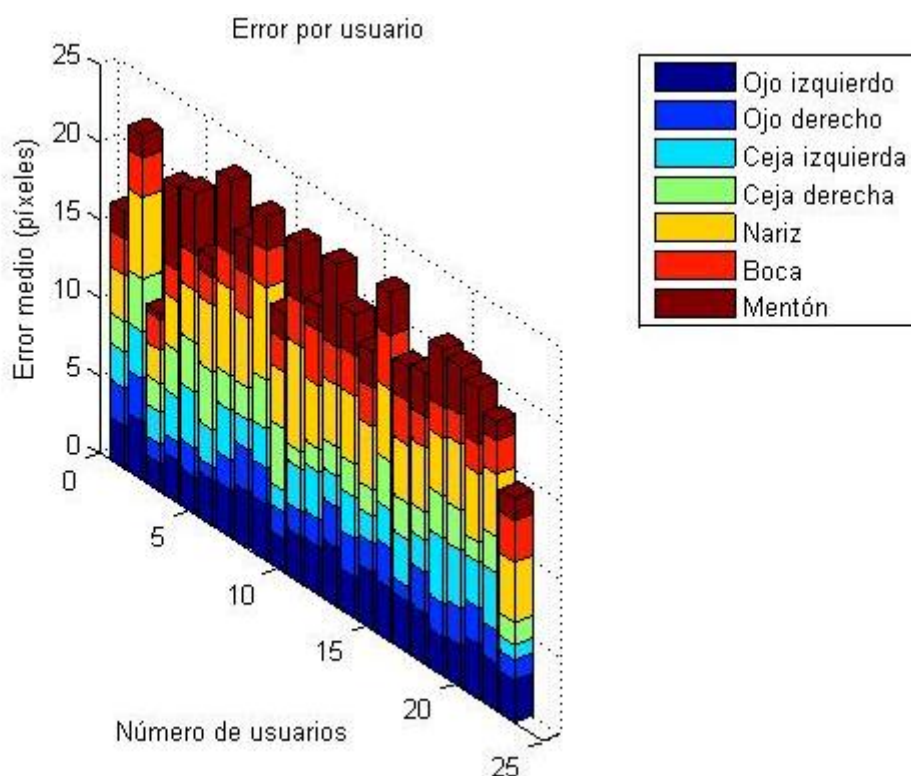 Error por usuario
25
20
15
10
5
0
Error medio (píxeles)
0
5
10
15
20
25
Número de usuarios
Ojo izquierdo
Ojo derecho
Ceja izquierda
Ceja derecha
Nariz
Boca
Mentón